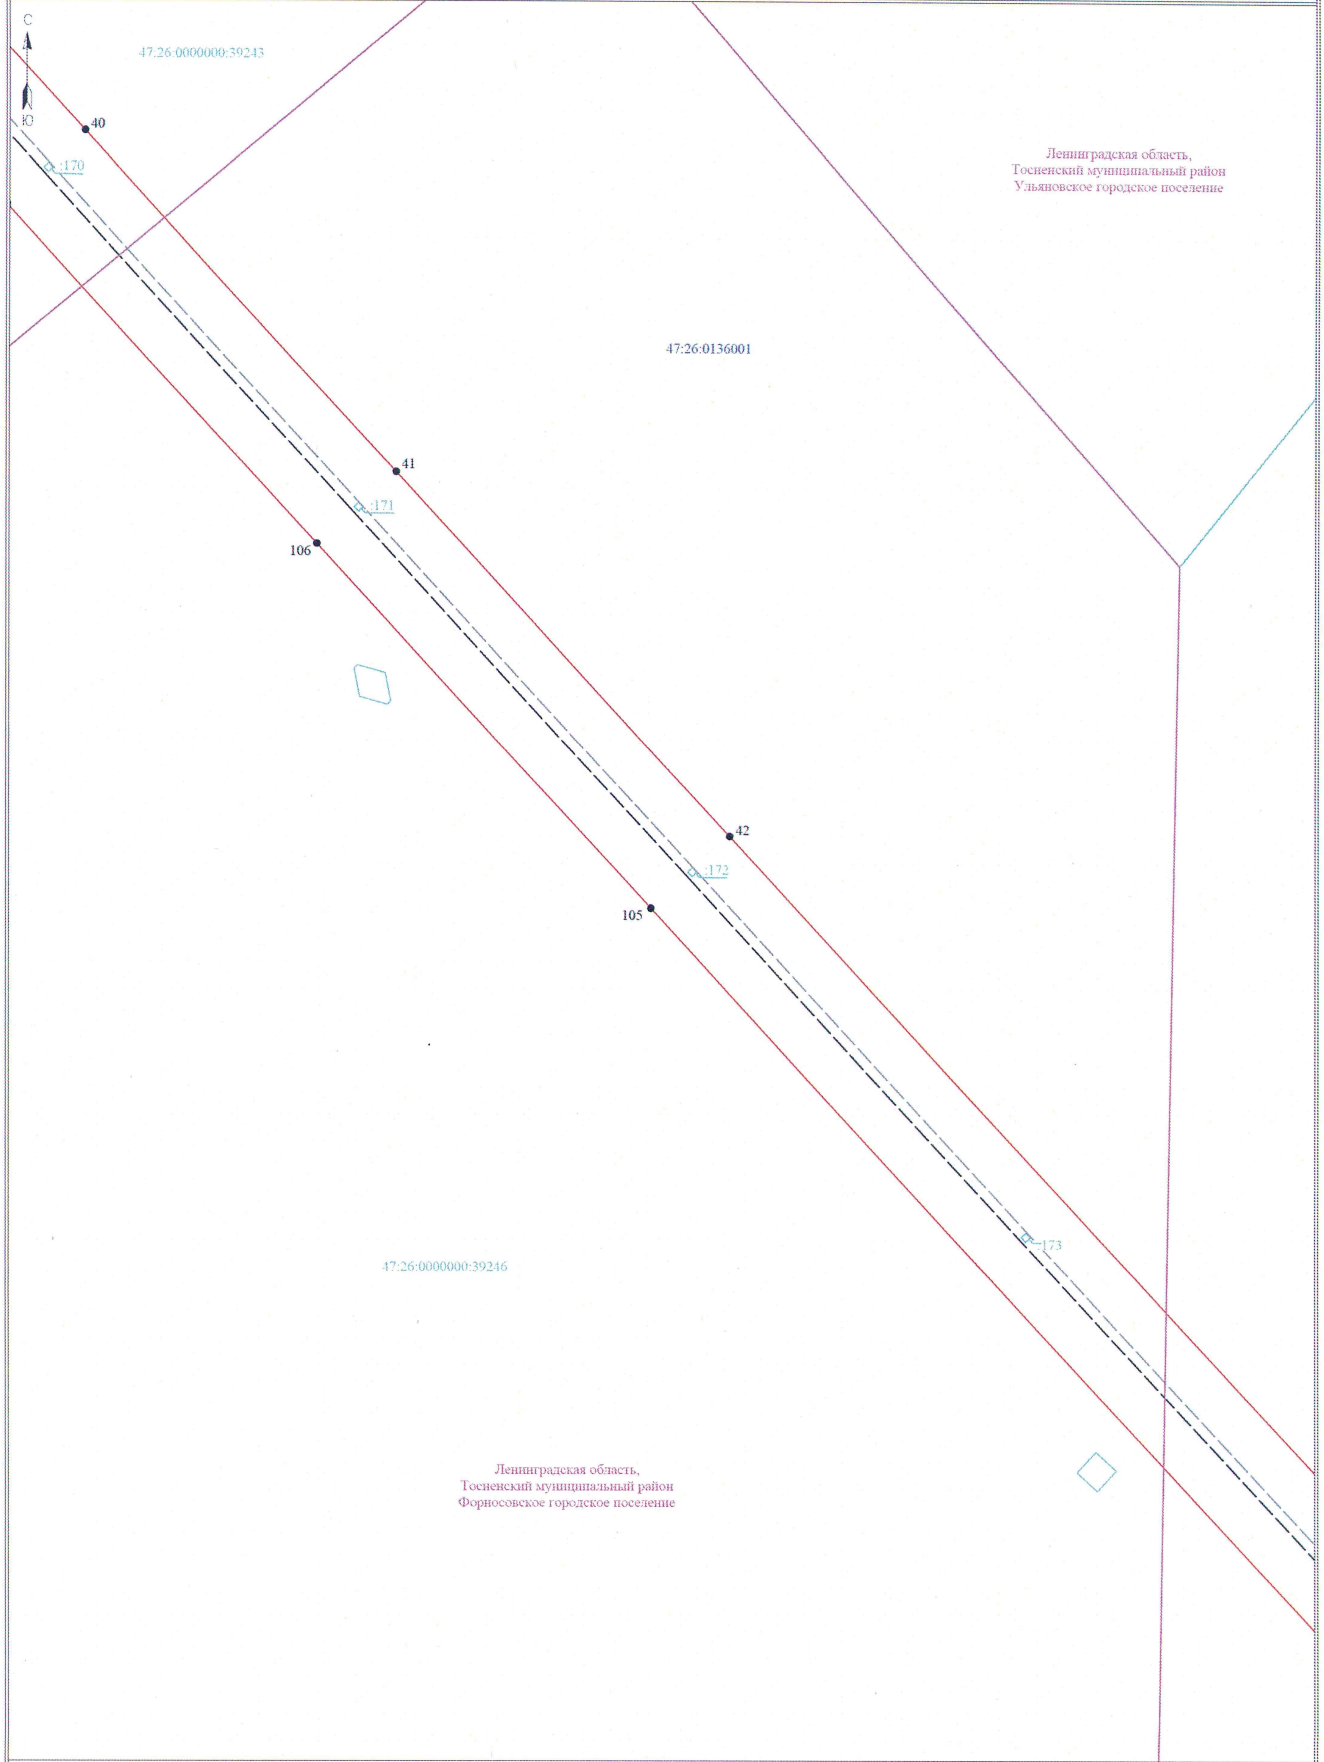 С
47:26:0000000:39243
Ю
40
:170
Ленинградская область,
Тосненский муниципальный район
Ульяновское городское поселение
47:26:0136001
41
:171
106
42
:172
105
:173
47:26:0000000:39246
Ленинградская область,
Тосненский муниципальный район
Форносовское городское поселение